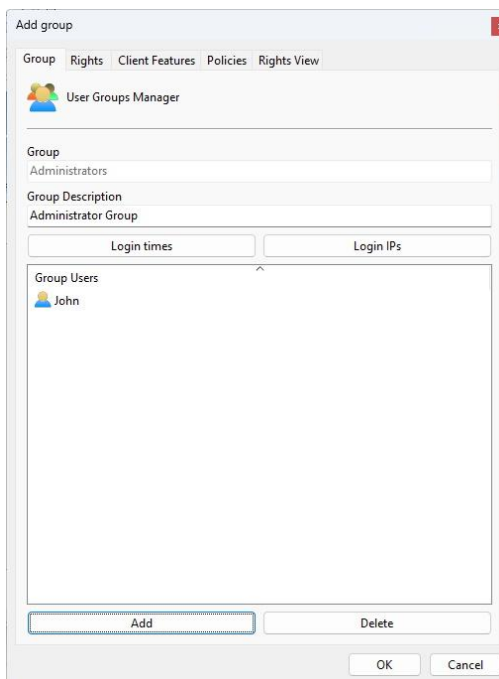 Add group
Group Rights Client Features Policies Rights View
User Groups Manager
Group
Administrators
Group Description
Administrator Group
Login times Login IPs
Group Users
John
Add Delete
OK Cancel